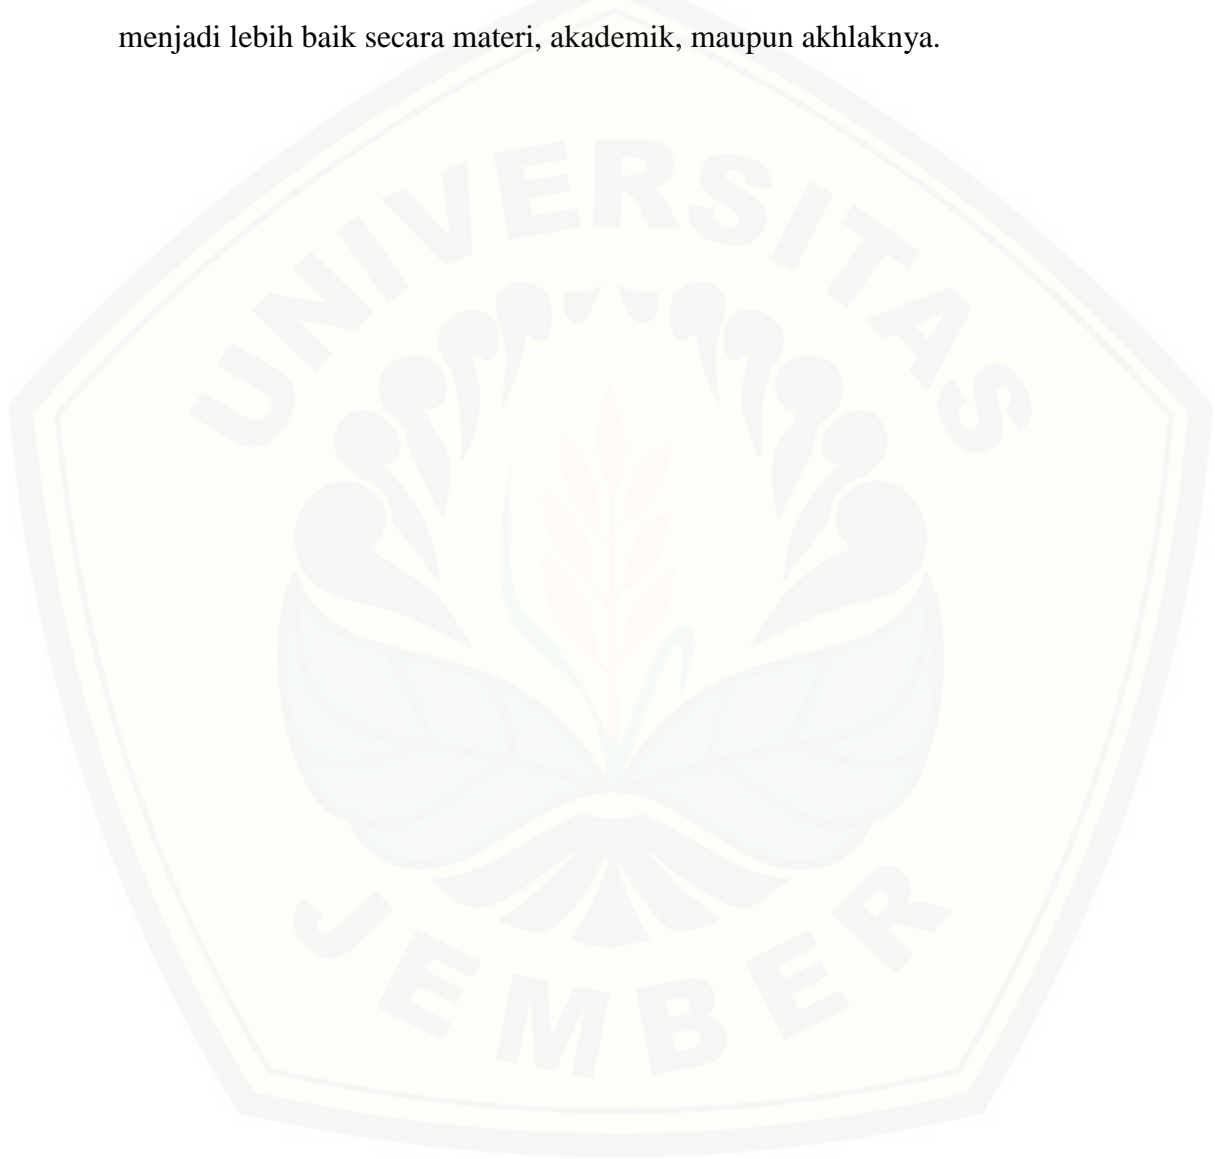 menjadi lebih baik secara materi, akademik, maupun akhlaknya.
UNIVERSITAS
JEMBER